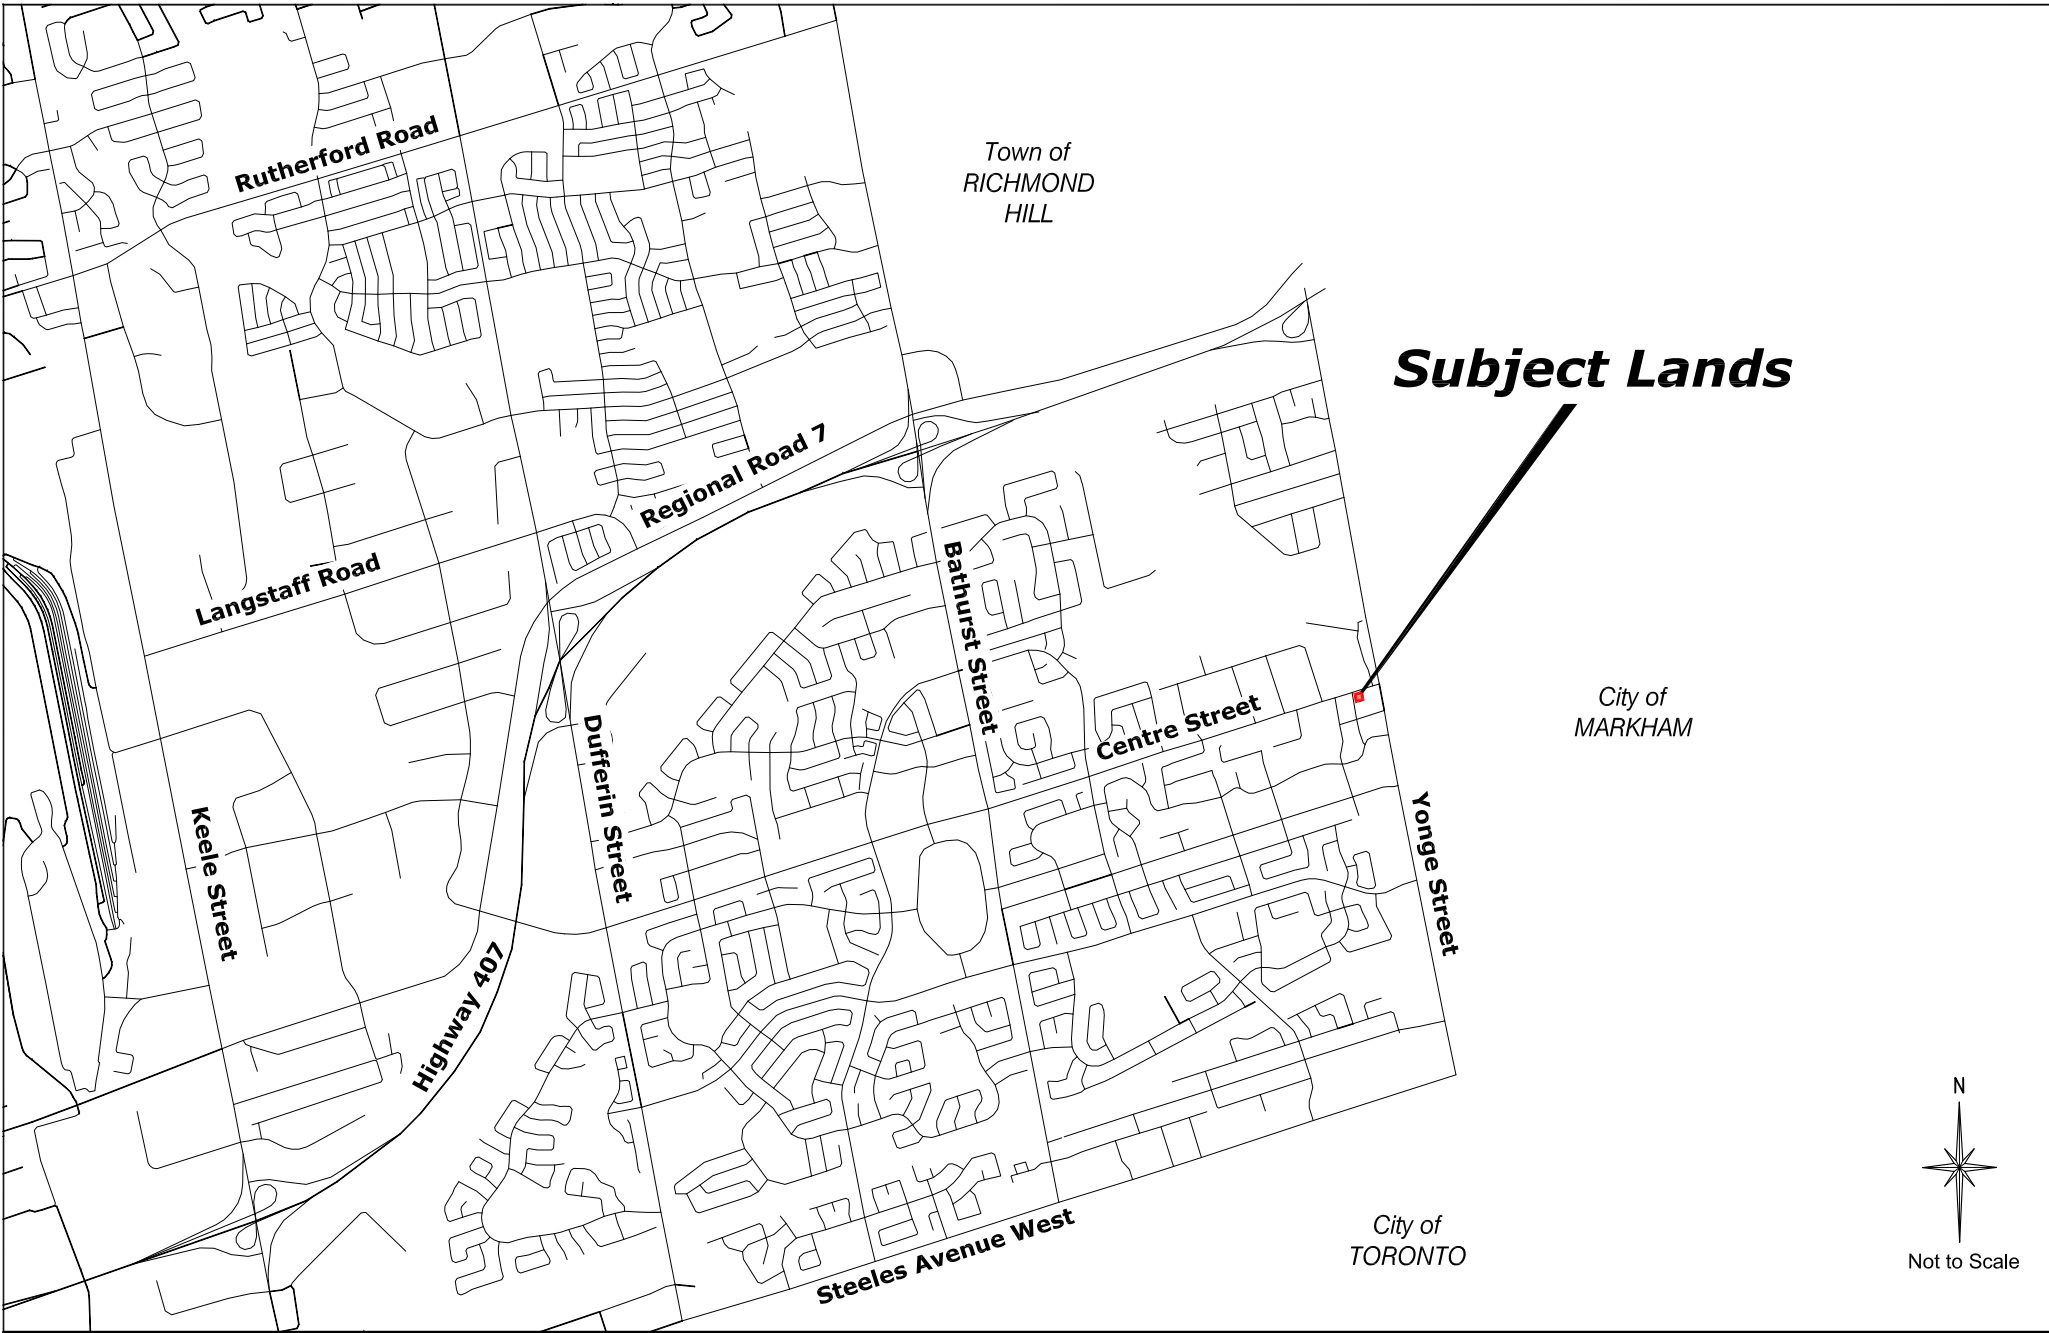 Rutherford Road
Town of
RICHMOND
HILL
Subject Lands
Regional Road 7
Langstaff Road
Bathurst Street
Centre Street
City of
MARKHAM
Dufferin Street
Keele Street
Yonge Street
Highway 407
Steeles Avenue West
City of
TORONTO
N
Not to Scale